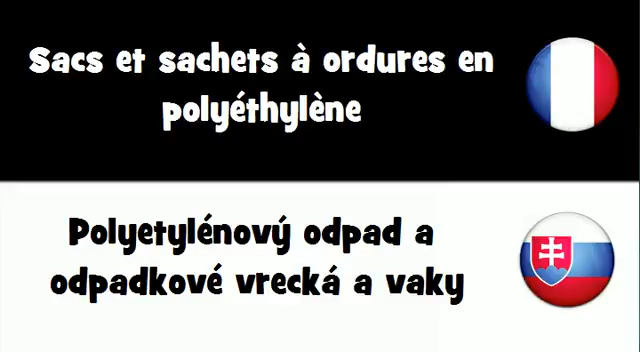 Sacs et sachets à ordures en
polyéthylène
Polyetylénový odpad a
odpadkové vrecká a vaky